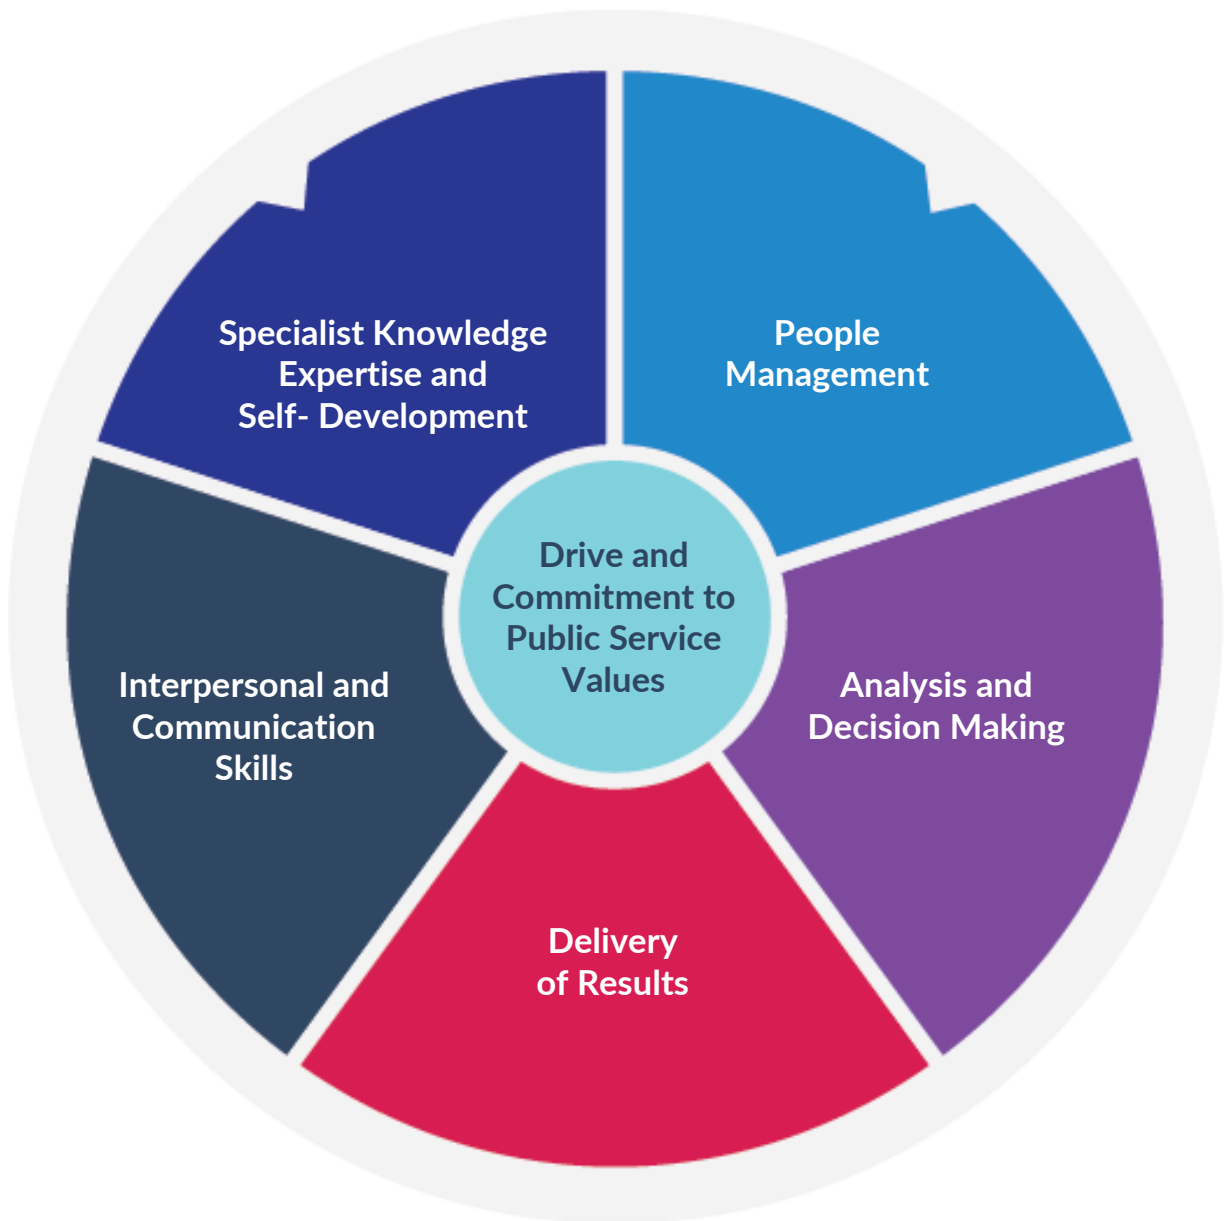 Specialist Knowledge
Expertise and
Self- Development
People
Management
Drive and
Commitment to
Public Service
Values
Interpersonal and
Communication
Skills
Analysis and
Decision Making
Delivery
of Results